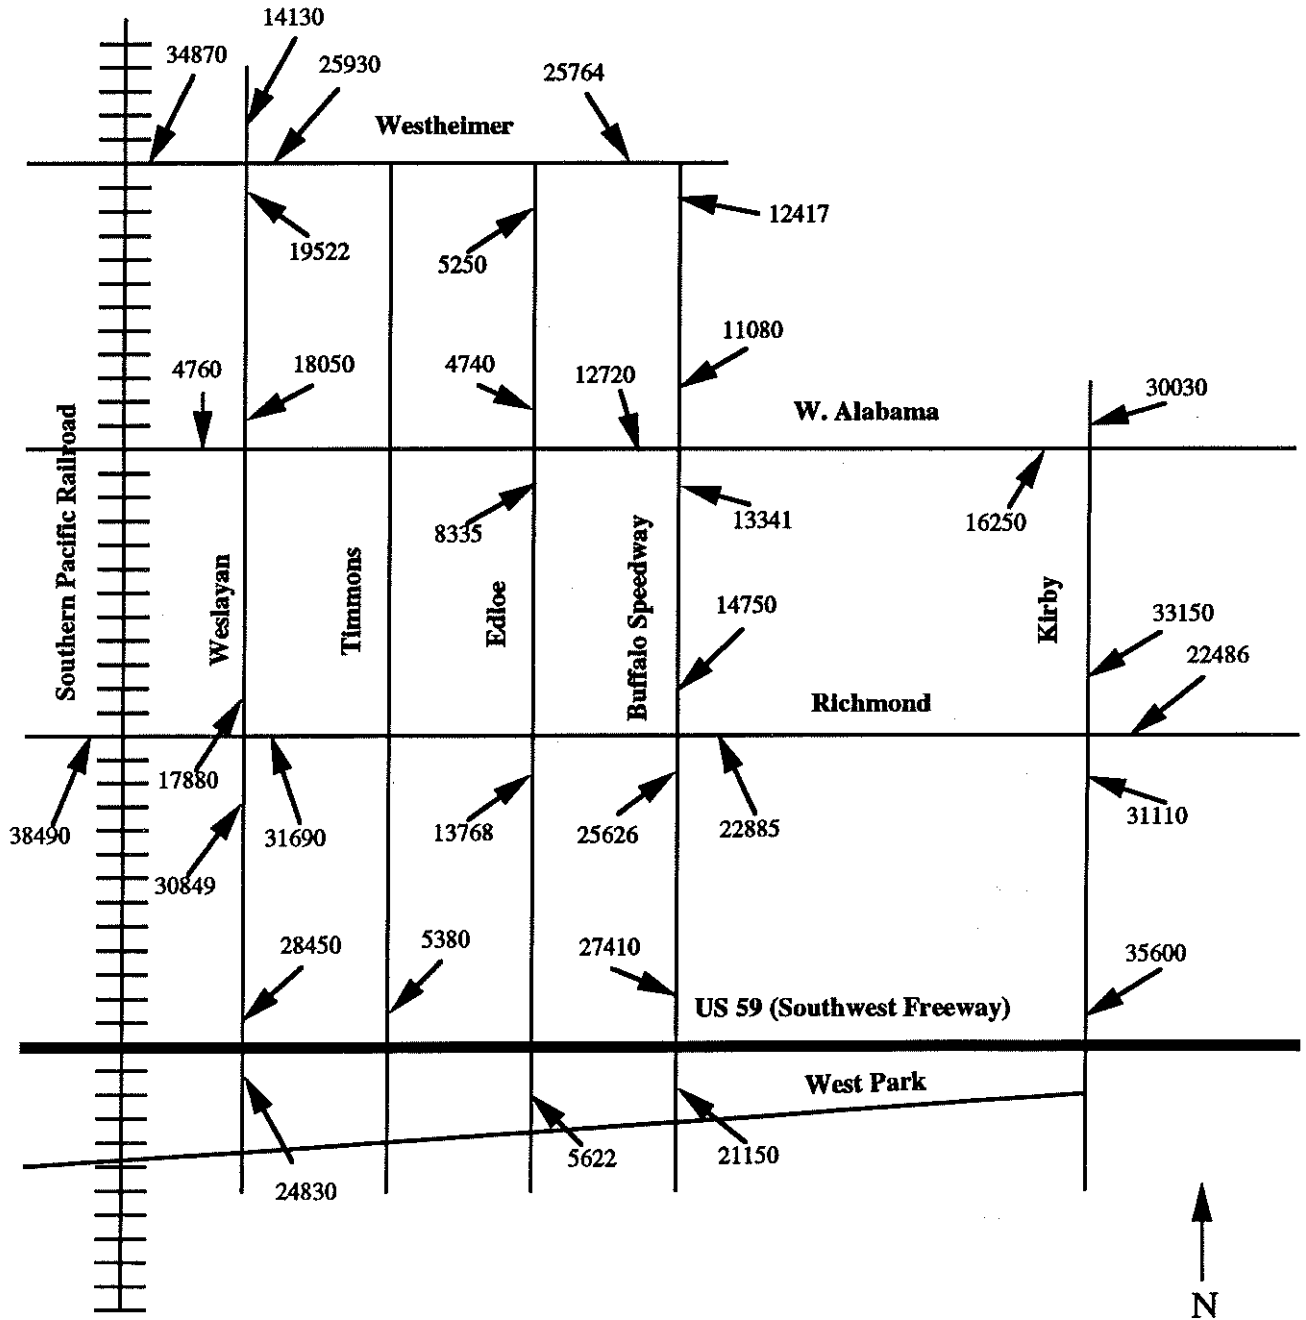 14130
34870
25930
25764
Westheimer
12417
19522
5250
11080
4760
18050
4740
12720
30030
W. Alabama
Southern Pacific Railroad
8335
13341
16250
Weslayan
Timmons
Edloe
Buffalo Speedway
Kirby
14750
33150
22486
Richmond
17880
38490
31690
13768
25626
22885
31110
30849
28450
5380
27410
35600
US 59 (Southwest Freeway)
West Park
5622
21150
24830
N